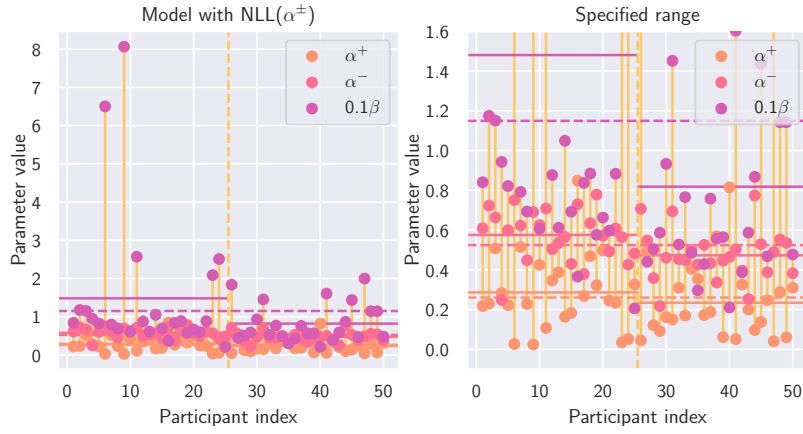 Model with NLL(α±)
Parameter value
8
7
6
5
4
3
2
1
0
0 10 20 30 40 50
Participant index
α+
α−
0.1β
Specified range
Parameter value
1.6
1.4
1.2
1.0
0.8
0.6
0.4
0.2
0.0
0 10 20 30 40 50
Participant index
α+
α−
0.1β